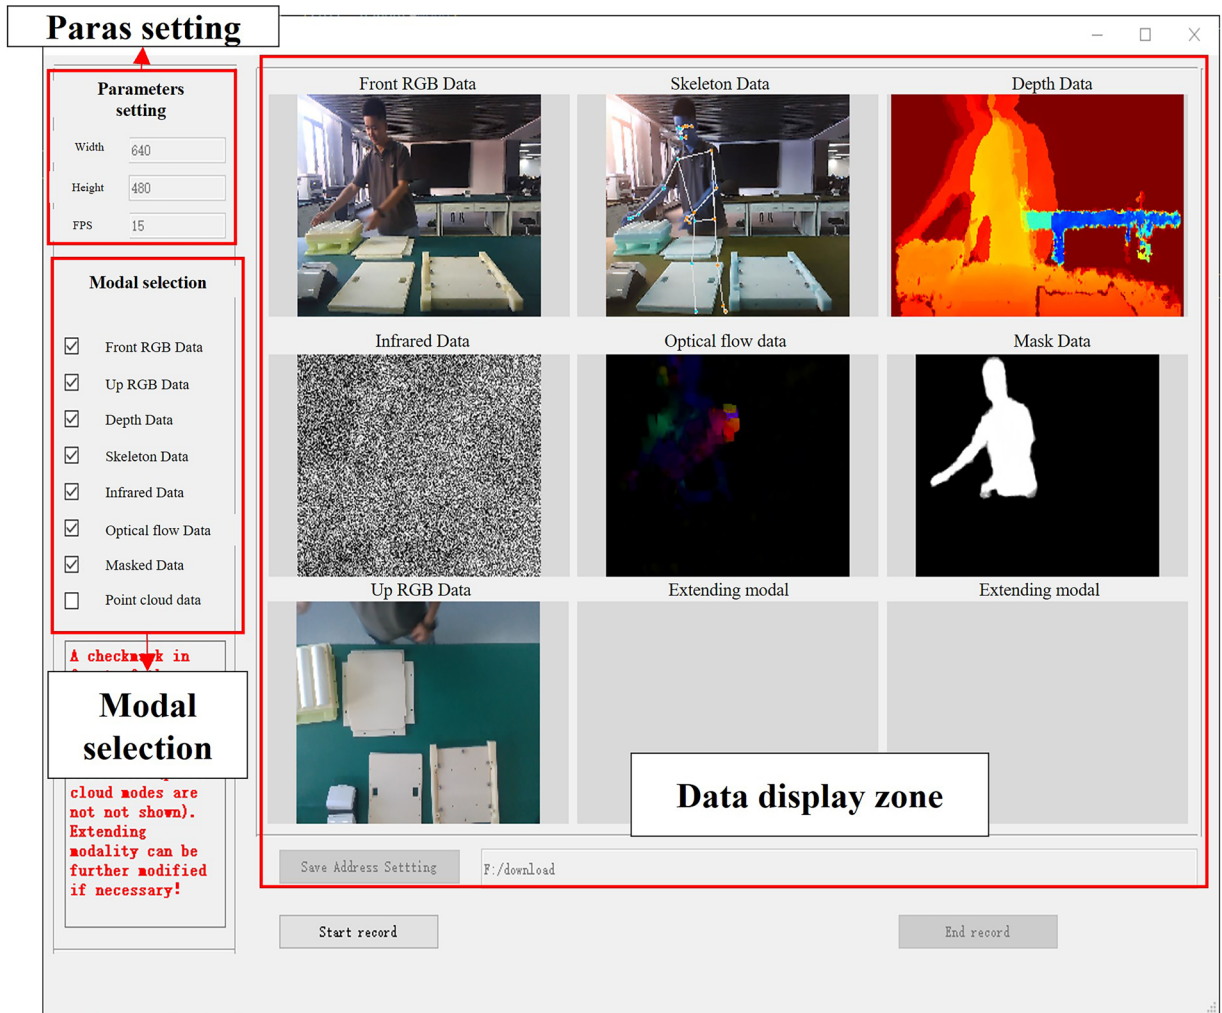 Paras setting
Parameters
setting
Width
640
Height
480
FPS
15
Modal selection
Front RGB Data
Up RGB Data
Depth Data
Skeleton Data
Infrared Data
Optical flow Data
Masked Data
Point cloud data
A checkmark in
Modal
selection
cloud modes are
not not shown).
Extending
modality can be
further modified
if necessary!
Front RGB Data
Skeleton Data
Depth Data
Infrared Data
Optical flow data
Mask Data
Up RGB Data
Extending modal
Extending modal
Data display zone
Save Address Settting
F:/download
Start record
End record